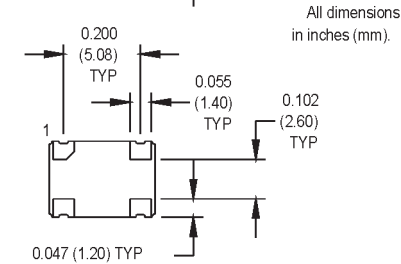 All dimensions
in inches (mm).
0.200
(5.08)
TYP
0.055
(1.40)
TYP
0.102
(2.60)
TYP
1
0.047 (1.20) TYP